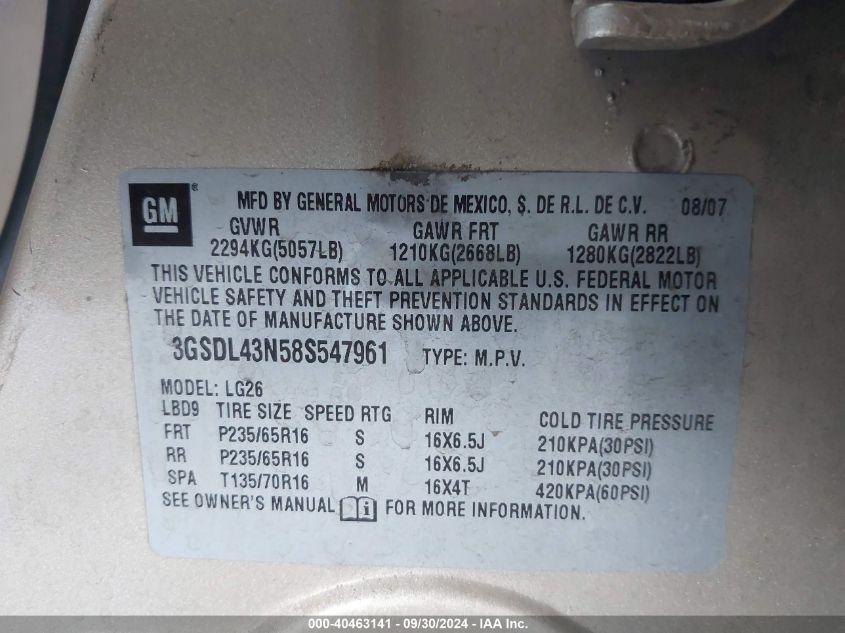 GM ®
MFD BY GENERAL MOTORS DE MEXICO, S. DE R.L. DE C.V. 08/07
GVWR GAWR FRT GAWR RR
2294KG(5057LB) 1210KG(2668LB) 1280KG(2822LB)
THIS VEHICLE CONFORMS TO ALL APPLICABLE U.S. FEDERAL MOTOR
VEHICLE SAFETY AND THEFT PREVENTION STANDARDS IN EFFECT ON
THE DATE OF MANUFACTURE SHOWN ABOVE.
3GSDL43N58S547961 TYPE: M.P.V.
MODEL: LG26
LBD9 TIRE SIZE SPEED RTG RIM COLD TIRE PRESSURE
FRT P235/65R16 S 16X6.5J 210KPA(30PSI)
RR P235/65R16 S 16X6.5J 210KPA(30PSI)
SPA T135/70R16 M 16X4T 420KPA(60PSI)
SEE OWNER'S MANUAL i FOR MORE INFORMATION.
000-40463141 - 09/30/2024 - IAA Inc.